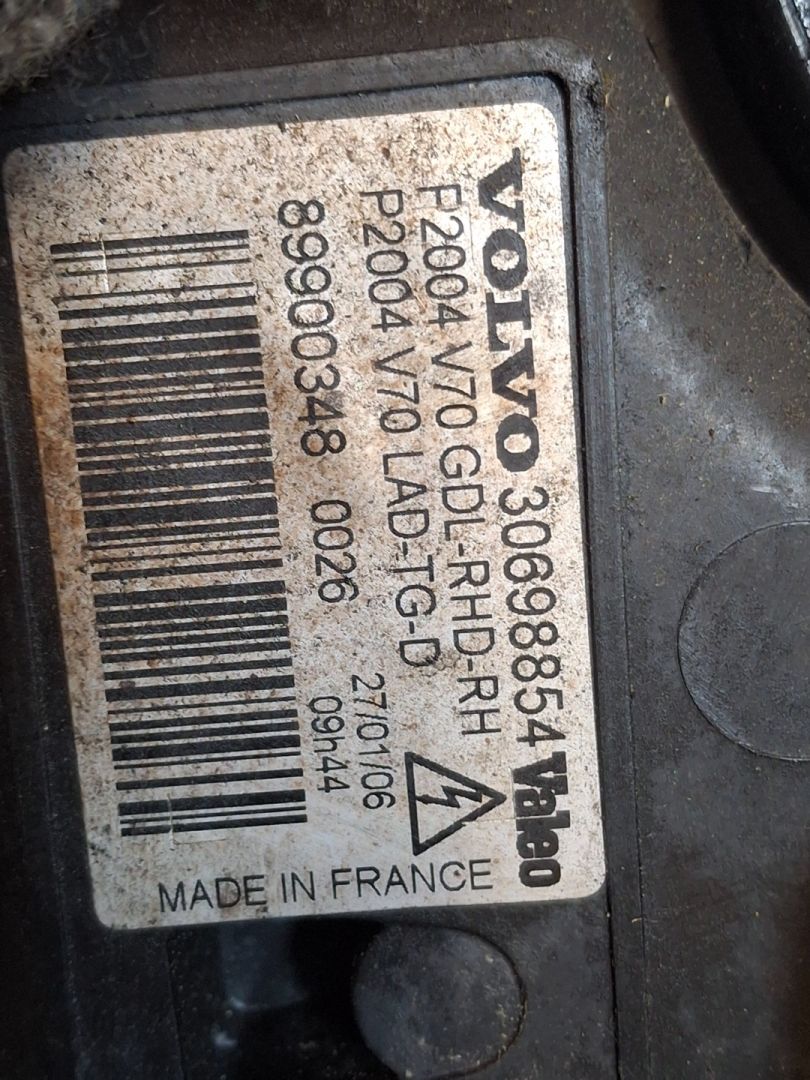 VOLVO 30698854 Valeo
P2004 V70 GDL-RHD-RH
P2004 V70 LAD-TG-D
89900348 0026
27/01/06
09h44
MADE IN FRANCE